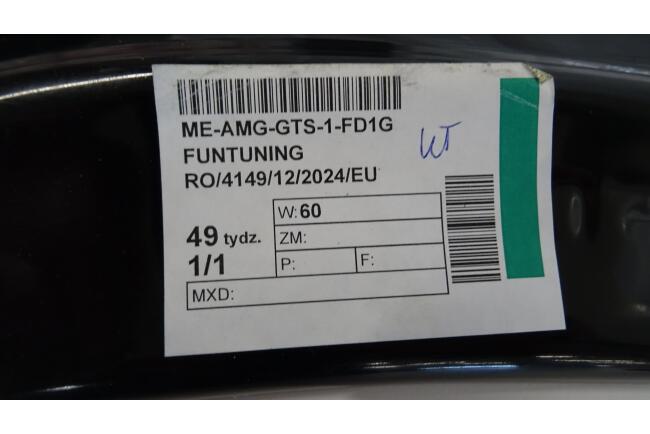 ME-AMG-GTS-1-FD1G
FUNTUNING
RO/4149/12/2024/EU
49 tydz.
1/1
W: 60
ZM:
P: F:
MXD: